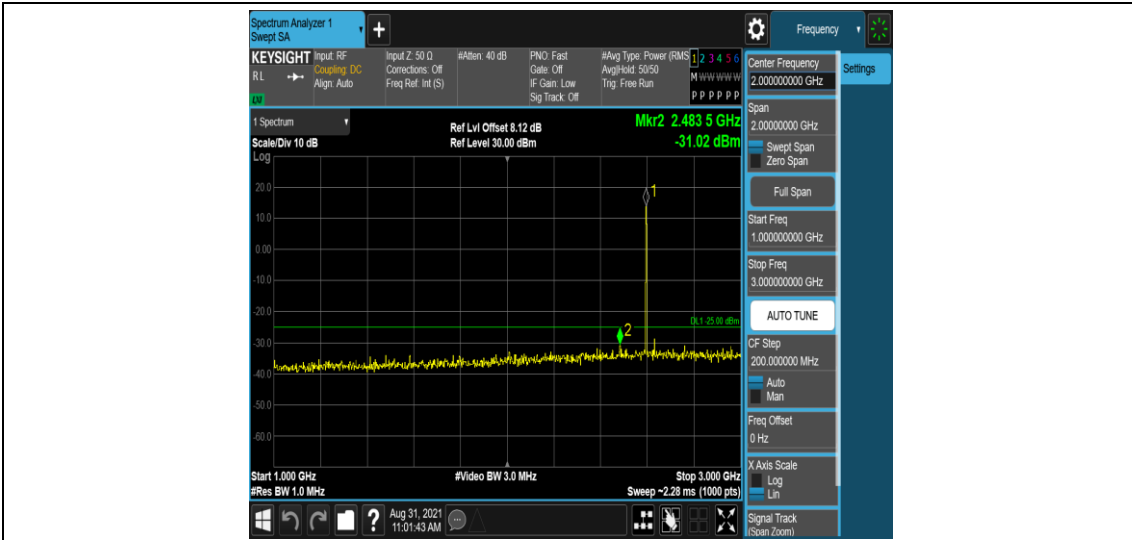 Spectrum Analyzer 1
Swept SA
+
Frequency
KEYSIGHT
RL
Input: RF
Coupling: DC
Align: Auto
Input Z: 50 Ω
Corrections: Off
Freq Ref: Int (S)
#Atten: 40 dB
PNO: Fast
Gate: Off
IF Gain: Low
Sig Track: Off
#Avg Type: Power (RMS
Avg|Hold: 50/50
Trig: Free Run
1 2 3 4 5 6
M W W W W W
P P P P P P
1 Spectrum
Scale/Div 10 dB
Log
Ref Lvl Offset 8.12 dB
Ref Level 30.00 dBm
Mkr2 2.483 5 GHz
-31.02 dBm
20.0
10.0
0.00
-10.0
-20.0
-30.0
-40.0
-50.0
-60.0
1
2
DL1 -25.00 dBm
Start 1.000 GHz
#Res BW 1.0 MHz
#Video BW 3.0 MHz
Stop 3.000 GHz
Sweep ~2.28 ms (1000 pts)
?
Aug 31, 2021
11:01:43 AM
Center Frequency
2.000000000 GHz
Settings
Span
2.00000000 GHz
Swept Span
Zero Span
Full Span
Start Freq
1.000000000 GHz
Stop Freq
3.000000000 GHz
AUTO TUNE
CF Step
200.000000 MHz
Auto
Man
Freq Offset
0 Hz
X Axis Scale
Log
Lin
Signal Track
(Span Zoom)